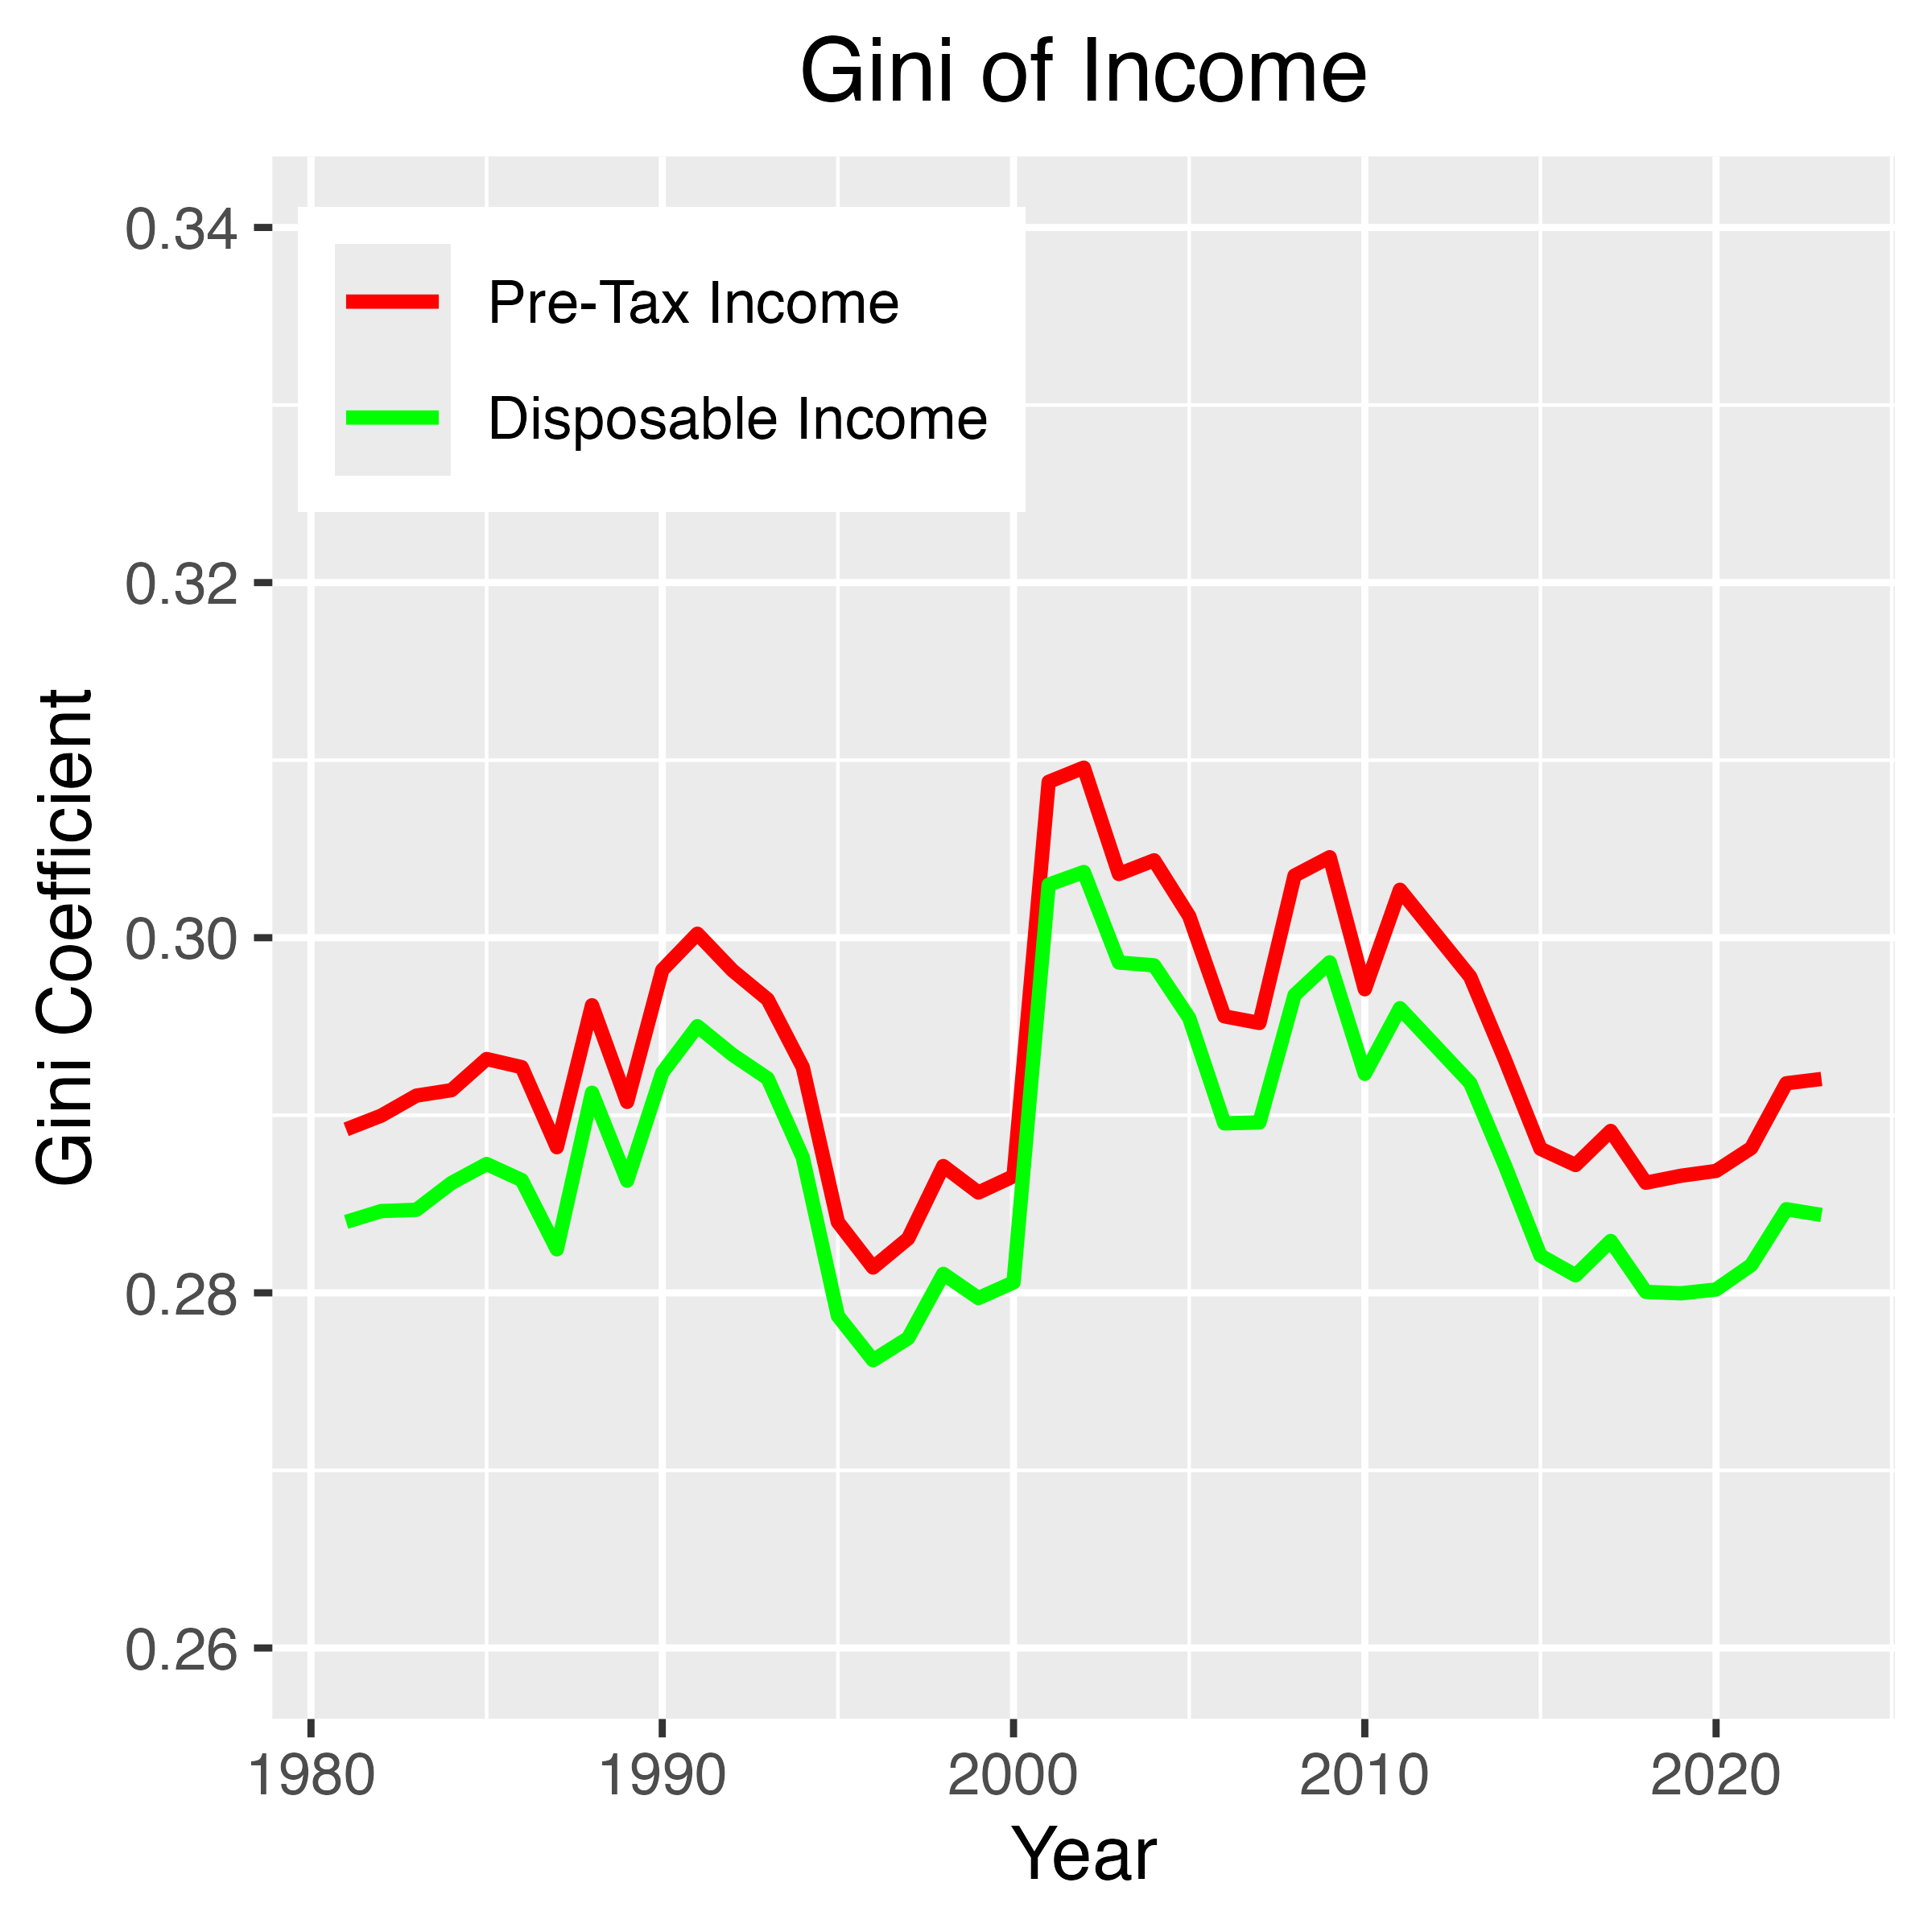 Gini of Income
Pre-Tax Income
Disposable Income
Gini Coefficient
0.34
0.32
0.30
0.28
0.26
1980 1990 2000 2010 2020
Year